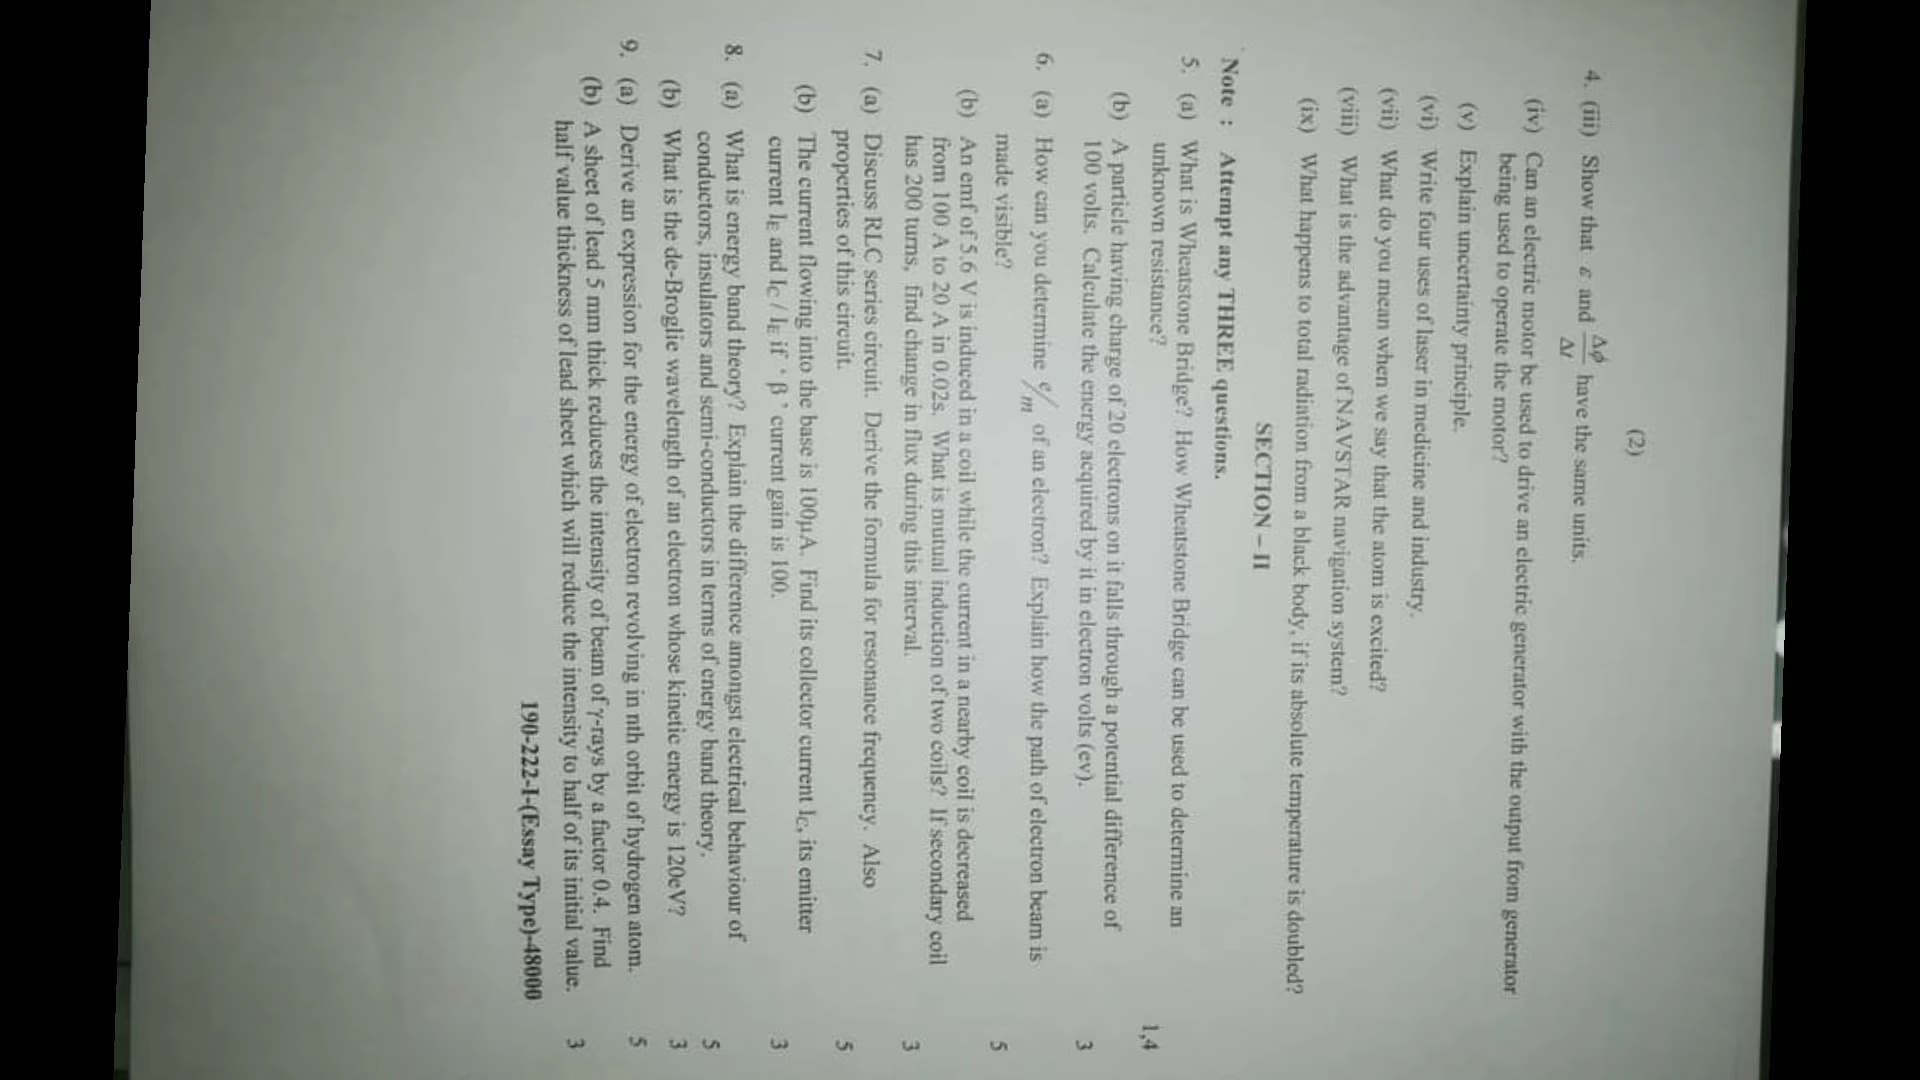 (2)
4. (iii) Show that ε and Δφ/Δt have the same units.
(iv) Can an electric motor be used to drive an electric generator with the output from generator
being used to operate the motor?
(v) Explain uncertainty principle.
(vi) Write four uses of laser in medicine and industry.
(vii) What do you mean when we say that the atom is excited?
(viii) What is the advantage of NAVSTAR navigation system?
(ix) What happens to total radiation from a black body, if its absolute temperature is doubled?
SECTION – II
Note : Attempt any THREE questions.
5. (a) What is Wheatstone Bridge? How Wheatstone Bridge can be used to determine an
unknown resistance? 1,4
(b) A particle having charge of 20 electrons on it falls through a potential difference of
100 volts. Calculate the energy acquired by it in electron volts (ev). 3
6. (a) How can you determine e/m of an electron? Explain how the path of electron beam is
made visible? 5
(b) An emf of 5.6 V is induced in a coil while the current in a nearby coil is decreased
from 100 A to 20 A in 0.02s. What is mutual induction of two coils? If secondary coil
has 200 turns, find change in flux during this interval. 3
7. (a) Discuss RLC series circuit. Derive the formula for resonance frequency. Also
properties of this circuit. 5
(b) The current flowing into the base is 100μA. Find its collector current IC, its emitter
current IE and IC / IE if ' β ' current gain is 100. 3
8. (a) What is energy band theory? Explain the difference amongst electrical behaviour of
conductors, insulators and semi-conductors in terms of energy band theory. 5
(b) What is the de-Broglie wavelength of an electron whose kinetic energy is 120eV? 3
9. (a) Derive an expression for the energy of electron revolving in nth orbit of hydrogen atom. 5
(b) A sheet of lead 5 mm thick reduces the intensity of beam of γ-rays by a factor 0.4. Find
half value thickness of lead sheet which will reduce the intensity to half of its initial value. 3
190-222-I-(Essay Type)-48000